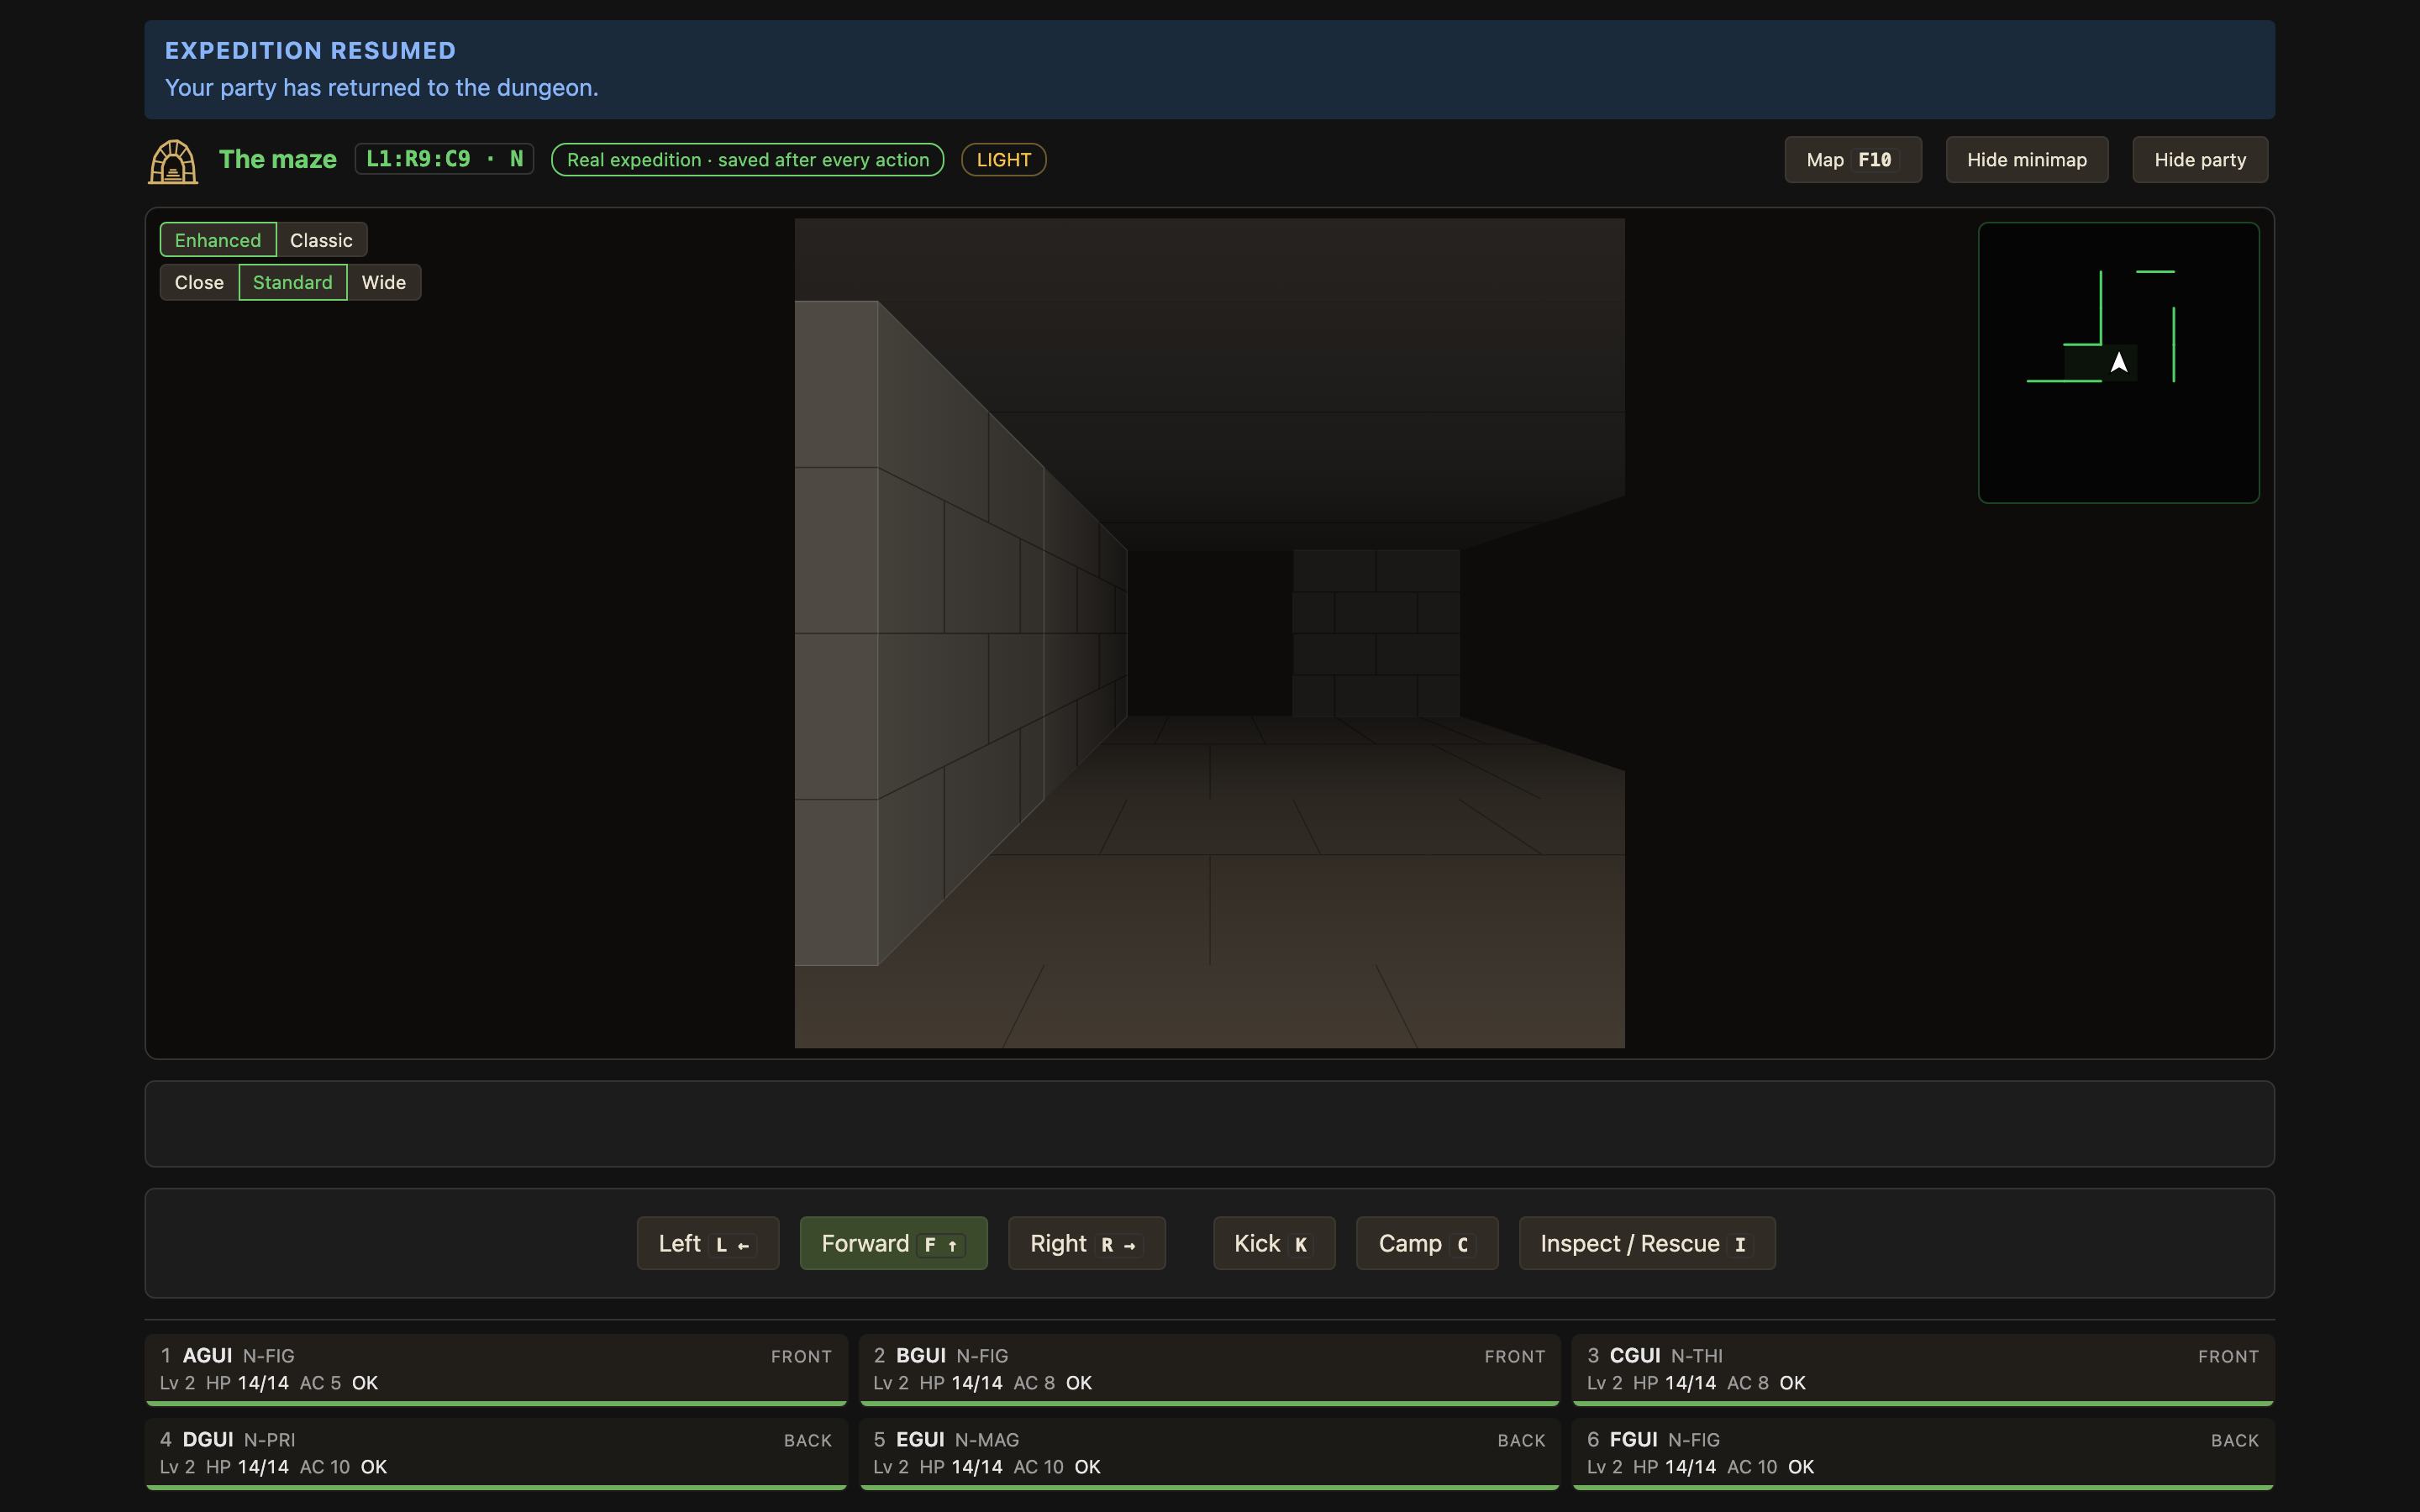 EXPEDITION RESUMED
Your party has returned to the dungeon.
The maze L1:R9:C9 · N Real expedition · saved after every action LIGHT Map F10 Hide minimap Hide party
Enhanced Classic
Close Standard Wide
Left L ← Forward F ↑ Right R → Kick K Camp C Inspect / Rescue I
1 AGUI N-FIG FRONT
Lv 2 HP 14/14 AC 5 OK
2 BGUI N-FIG FRONT
Lv 2 HP 14/14 AC 8 OK
3 CGUI N-THI FRONT
Lv 2 HP 14/14 AC 8 OK
4 DGUI N-PRI BACK
Lv 2 HP 14/14 AC 10 OK
5 EGUI N-MAG BACK
Lv 2 HP 14/14 AC 10 OK
6 FGUI N-FIG BACK
Lv 2 HP 14/14 AC 10 OK